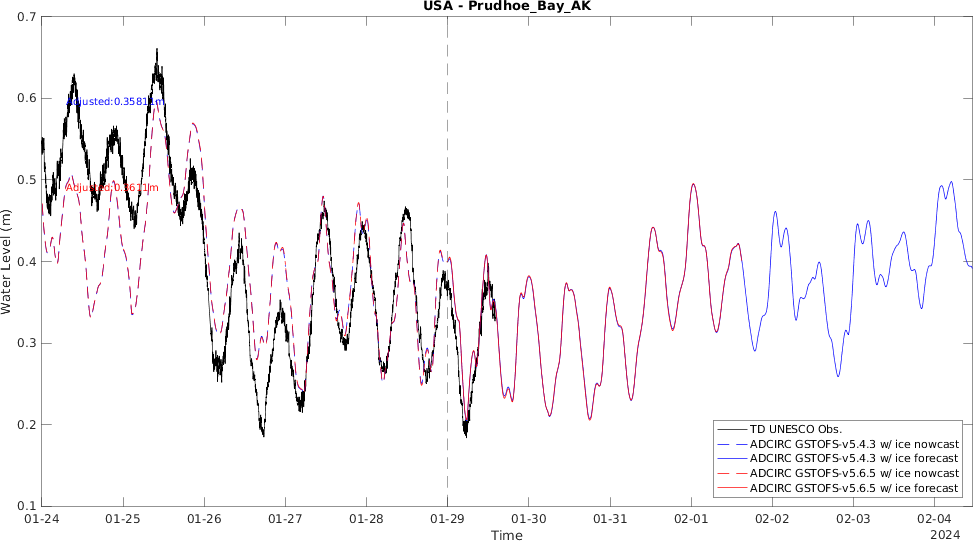 USA - Prudhoe_Bay_AK
0.7
0.6
0.5
0.4
0.3
0.2
0.1
Water Level (m)
Adjusted:0.35811m
Adjusted:0.3611m
TD UNESCO Obs.
ADCIRC GSTOFS-v5.4.3 w/ ice nowcast
ADCIRC GSTOFS-v5.4.3 w/ ice forecast
ADCIRC GSTOFS-v5.6.5 w/ ice nowcast
ADCIRC GSTOFS-v5.6.5 w/ ice forecast
01-24 01-25 01-26 01-27 01-28 01-29 01-30 01-31 02-01 02-02 02-03 02-04
Time
2024